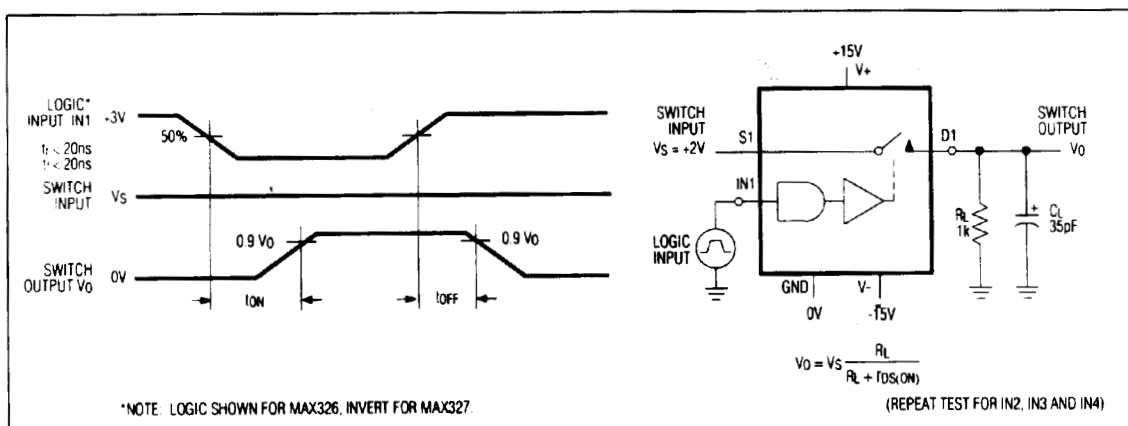 LOGIC*
INPUT IN1 +3V
50%
tr < 20ns
tf < 20ns
SWITCH
INPUT VS
0.9 VO
0.9 VO
SWITCH
OUTPUT VO 0V
tON
tOFF
*NOTE: LOGIC SHOWN FOR MAX326, INVERT FOR MAX327.
+15V
V+
SWITCH
INPUT
VS = +2V
S1
D1
SWITCH
OUTPUT
VO
IN1
LOGIC
INPUT
RL
1k
+
CL
35pF
GND
0V
V-
-15V
VO = VS RL
RL + rDS(ON)
(REPEAT TEST FOR IN2, IN3 AND IN4)